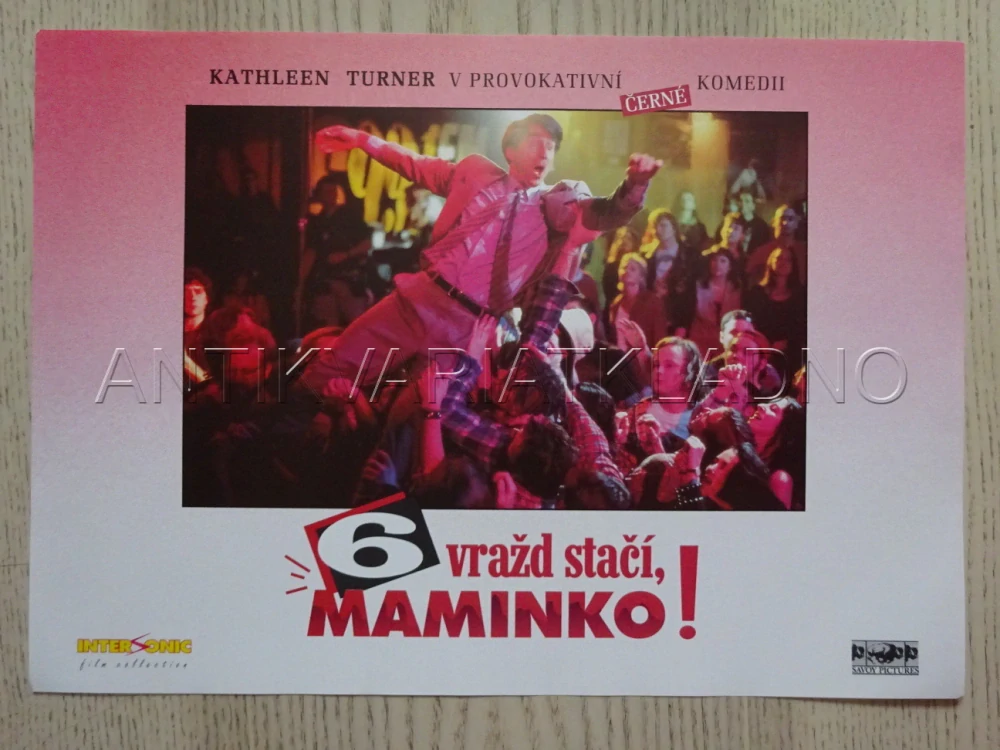 KATHLEEN TURNER V PROVOKATIVNÍ ČERNÉ KOMEDII
ANTIKVARIATKLADNO
6 vražd stačí,
MAMINKO!
INTERSONIC
film collection
SAVOY PICTURES